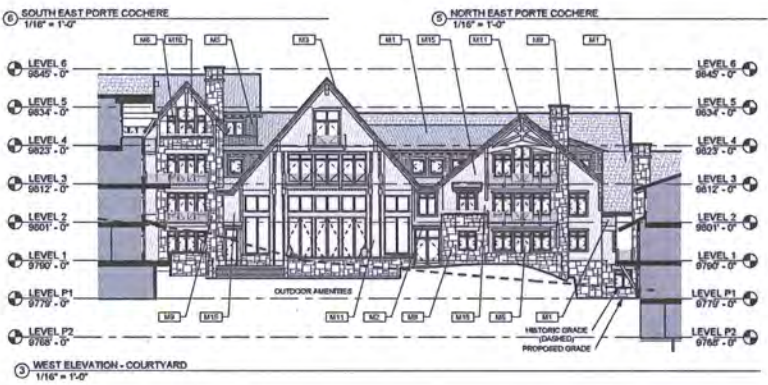 6 SOUTH EAST PORTE COCHERE
1/16" = 1'-0"
5 NORTH EAST PORTE COCHERE
1/16" = 1'-0"
M6 M16 M5 M3 M1 M15 M11 M9 M1
LEVEL 6
9845' - 0"
LEVEL 5
9834' - 0"
LEVEL 4
9823' - 0"
LEVEL 3
9812' - 0"
LEVEL 2
9801' - 0"
LEVEL 1
9790' - 0"
LEVEL P1
9779' - 0"
LEVEL P2
9768' - 0"
LEVEL 6
9845' - 0"
LEVEL 5
9834' - 0"
LEVEL 4
9823' - 0"
LEVEL 3
9812' - 0"
LEVEL 2
9801' - 0"
LEVEL 1
9790' - 0"
LEVEL P1
9779' - 0"
LEVEL P2
9768' - 0"
OUTDOOR AMENITIES
M9 M15 M11 M2 M8 M15 M6 M1
HISTORIC GRADE
(DASHED)
PROPOSED GRADE
3 WEST ELEVATION - COURTYARD
1/16" = 1'-0"